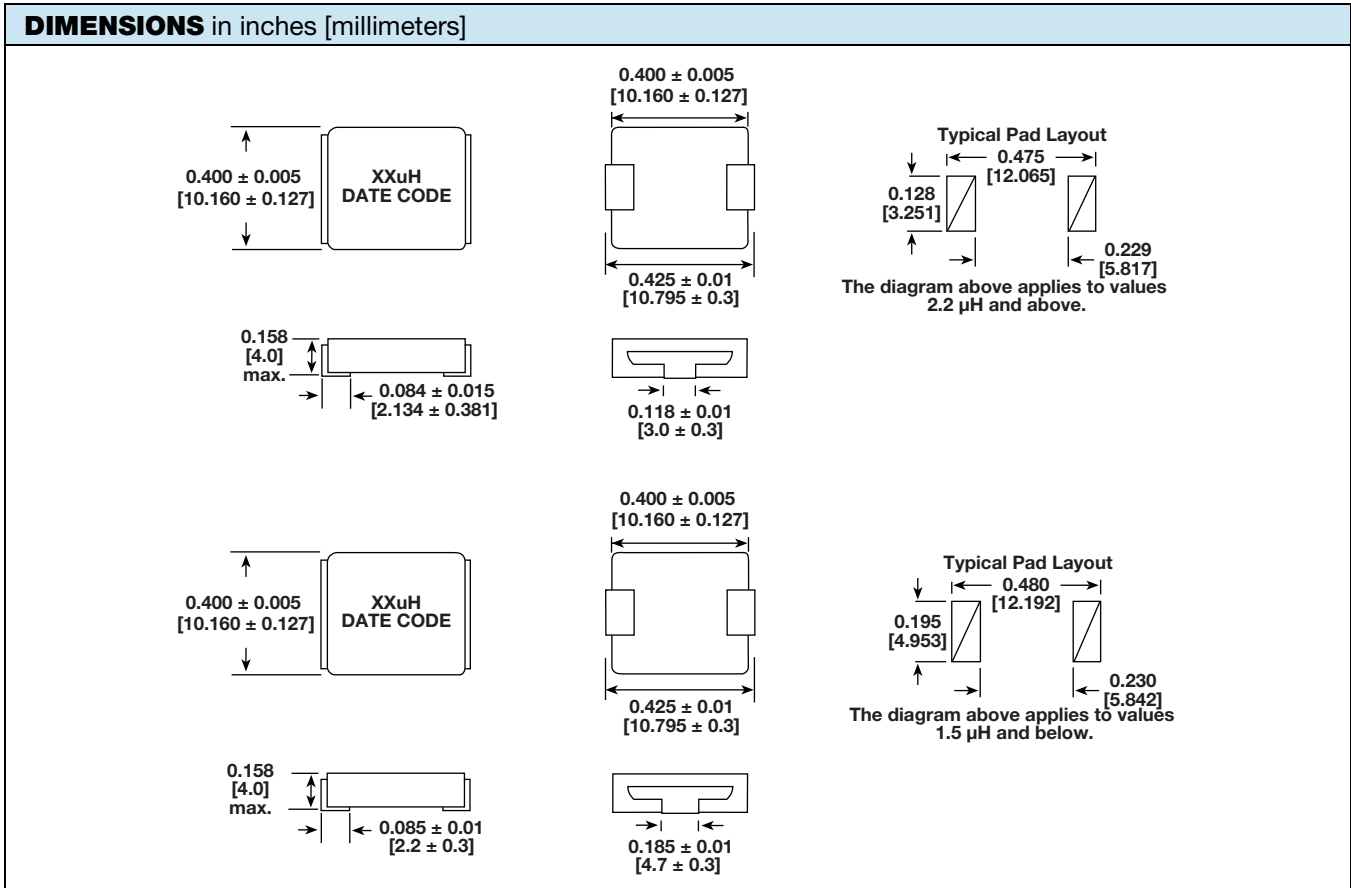 DIMENSIONS in inches [millimeters]
0.400 ± 0.005
[10.160 ± 0.127]
XXuH
DATE CODE
0.400 ± 0.005
[10.160 ± 0.127]
0.425 ± 0.01
[10.795 ± 0.3]
Typical Pad Layout
0.475
[12.065]
0.128
[3.251]
0.229
[5.817]
The diagram above applies to values
2.2 µH and above.
0.158
[4.0]
max.
0.084 ± 0.015
[2.134 ± 0.381]
0.118 ± 0.01
[3.0 ± 0.3]
0.400 ± 0.005
[10.160 ± 0.127]
XXuH
DATE CODE
0.400 ± 0.005
[10.160 ± 0.127]
0.425 ± 0.01
[10.795 ± 0.3]
Typical Pad Layout
0.480
[12.192]
0.195
[4.953]
0.230
[5.842]
The diagram above applies to values
1.5 µH and below.
0.158
[4.0]
max.
0.085 ± 0.01
[2.2 ± 0.3]
0.185 ± 0.01
[4.7 ± 0.3]